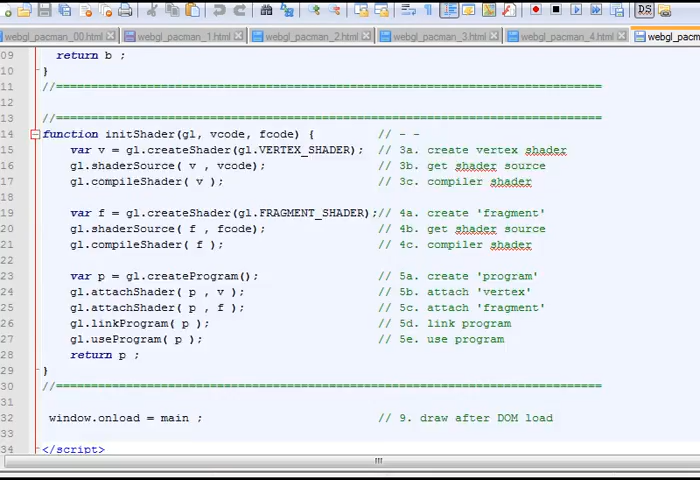 webgl_pacman_00.html webgl_pacman_1.html webgl_pacman_2.html webgl_pacman_3.html webgl_pacman_4.html webgl_pacm
09 return b ;
10 }
11 //==============================================================================
12
13 //==============================================================================
14 function initShader(gl, vcode, fcode) { // - -
15 var v = gl.createShader(gl.VERTEX_SHADER); // 3a. create vertex shader
16 gl.shaderSource( v , vcode); // 3b. get shader source
17 gl.compileShader( v ); // 3c. compiler shader
18
19 var f = gl.createShader(gl.FRAGMENT_SHADER);// 4a. create 'fragment'
20 gl.shaderSource( f , fcode); // 4b. get shader source
21 gl.compileShader( f ); // 4c. compiler shader
22
23 var p = gl.createProgram(); // 5a. create 'program'
24 gl.attachShader( p , v ); // 5b. attach 'vertex'
25 gl.attachShader( p , f ); // 5c. attach 'fragment'
26 gl.linkProgram( p ); // 5d. link program
27 gl.useProgram( p ); // 5e. use program
28 return p ;
29 }
30 //==============================================================================
31
32 window.onload = main ; // 9. draw after DOM load
33
34 </script>